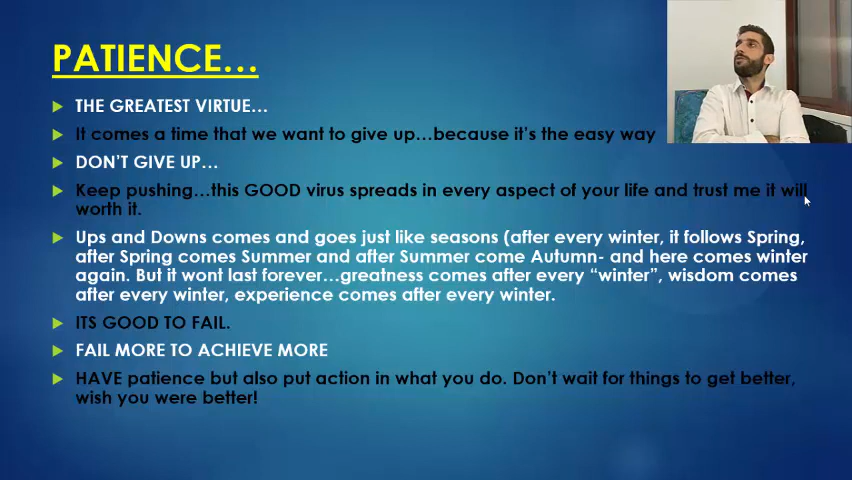 PATIENCE...
THE GREATEST VIRTUE...
It comes a time that we want to give up...because it's the easy way
DON'T GIVE UP...
Keep pushing...this GOOD virus spreads in every aspect of your life and trust me it will
worth it.
Ups and Downs comes and goes just like seasons (after every winter, it follows Spring,
after Spring comes Summer and after Summer come Autumn- and here comes winter
again. But it wont last forever...greatness comes after every “winter”, wisdom comes
after every winter, experience comes after every winter.
ITS GOOD TO FAIL.
FAIL MORE TO ACHIEVE MORE
HAVE patience but also put action in what you do. Don't wait for things to get better,
wish you were better!